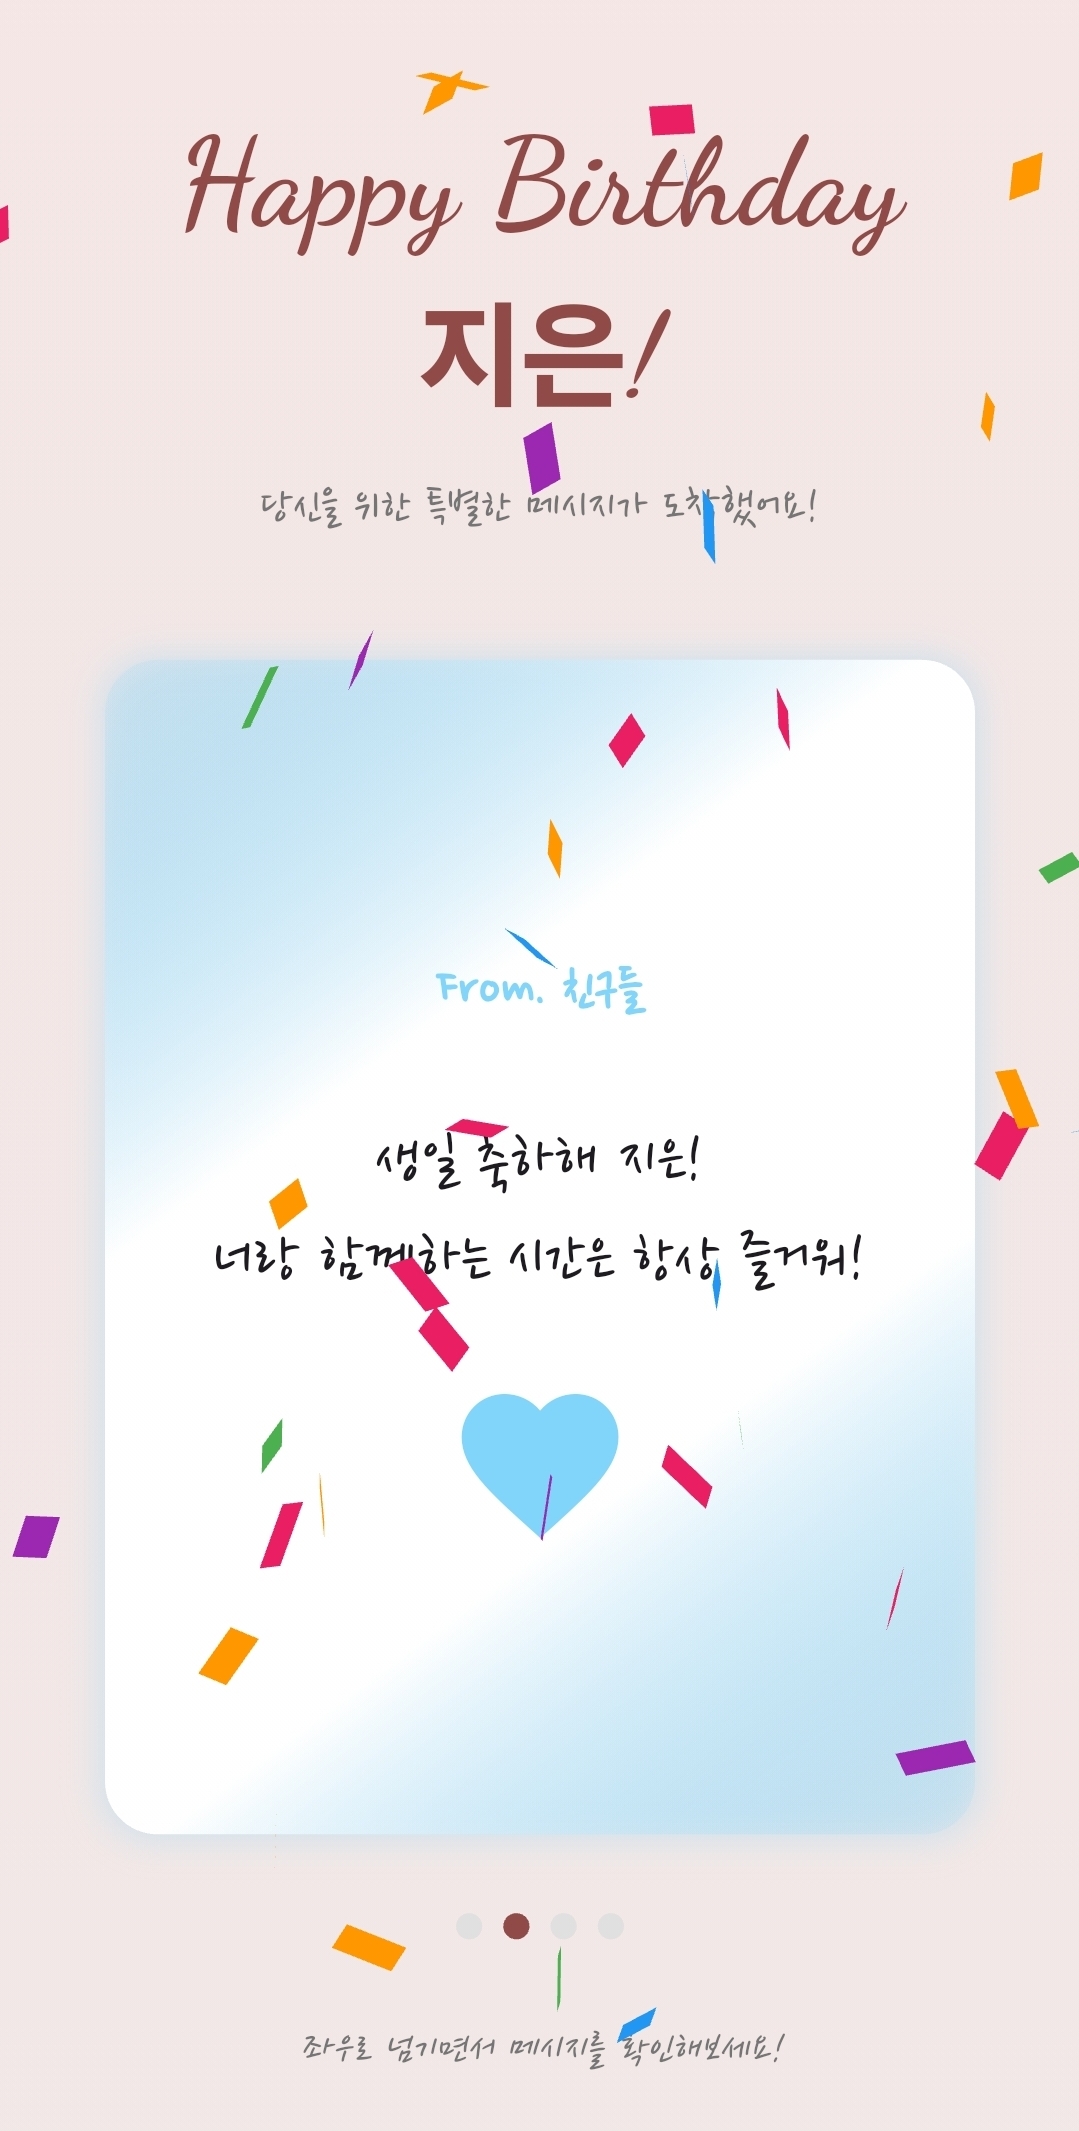 Happy Birthday
지은!
당신을 위한 특별한 메시지가 도착했어요!
From. 친구들
생일 축하해 지은!
너랑 함께하는 시간은 항상 즐거워!
좌우로 넘기면서 메시지를 확인해보세요!